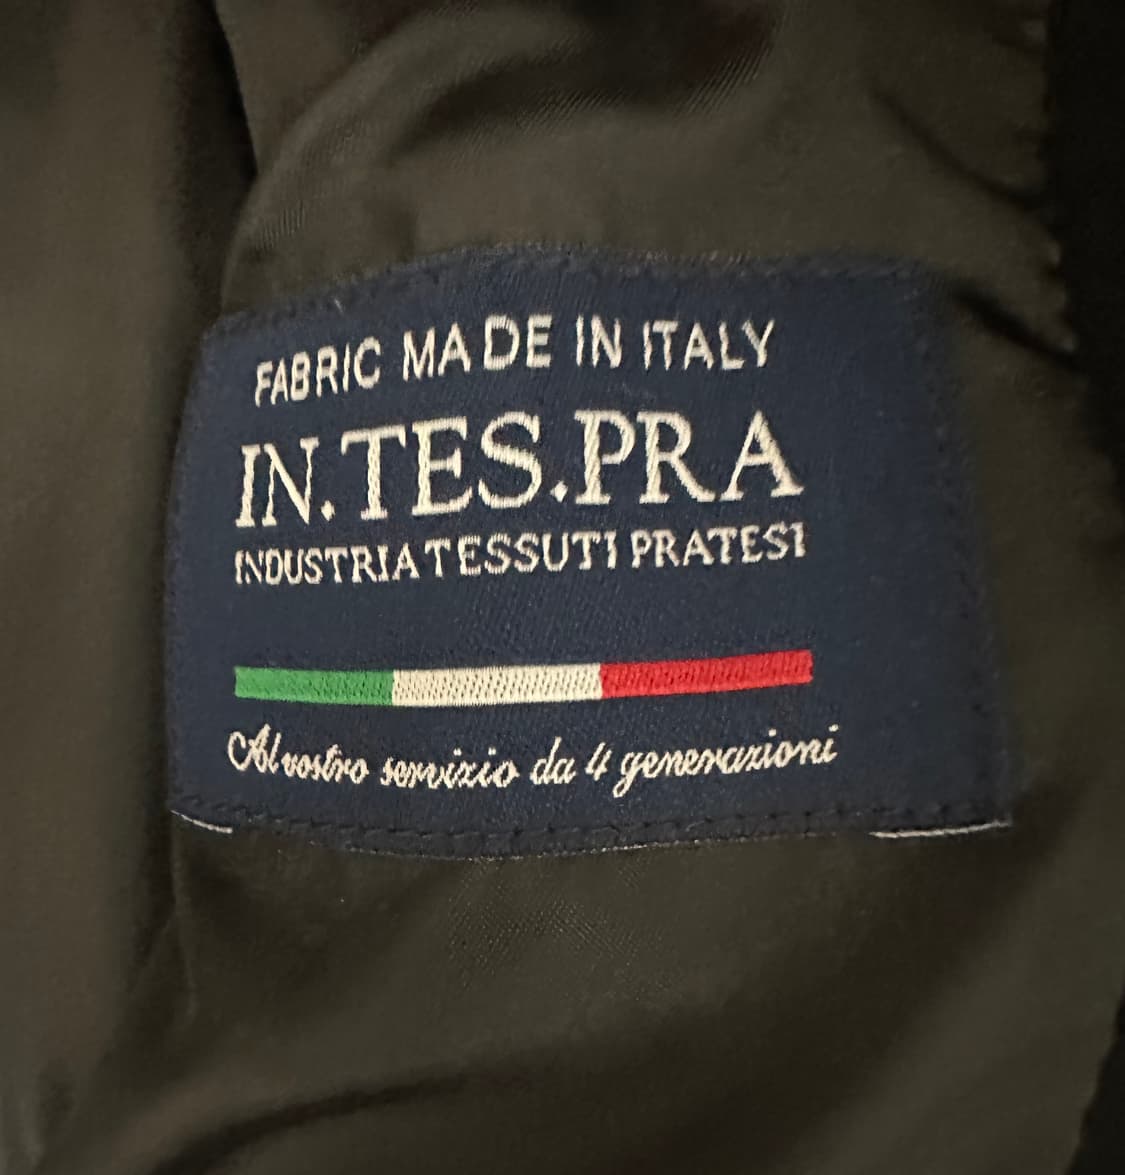 FABRIC MADE IN ITALY
IN.TES.PRA
INDUSTRIA TESSUTI PRATESI
Al vostro servizio da 4 generazioni